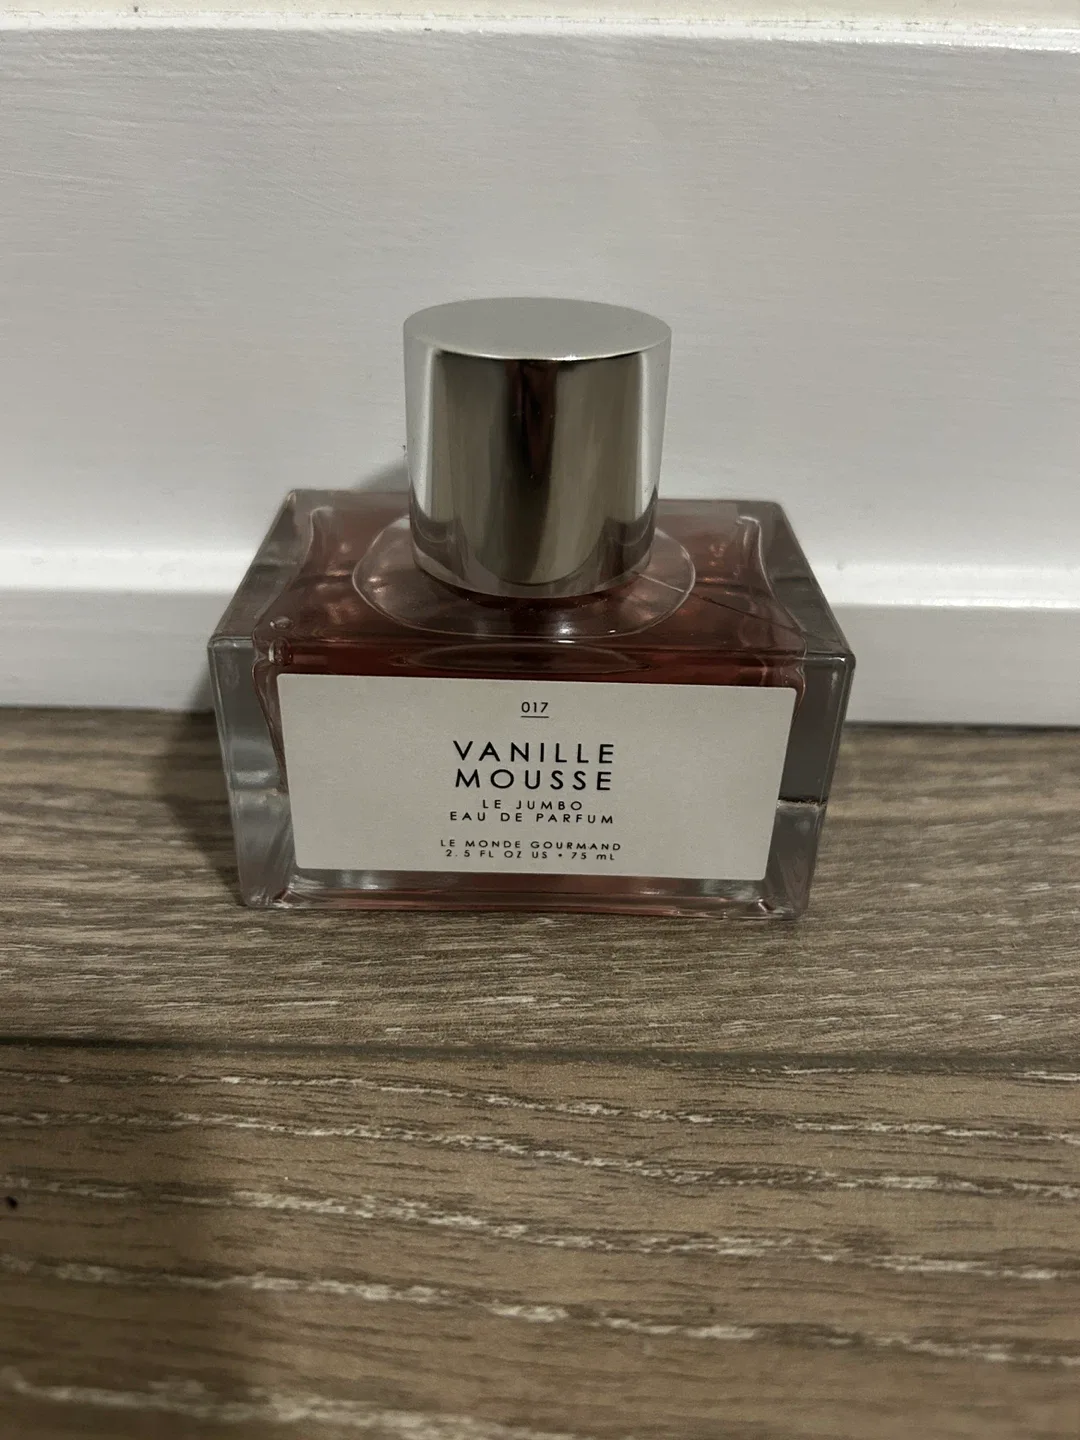 017
VANILLE
MOUSSE
LE JUMBO
EAU DE PARFUM
LE MONDE GOURMAND
2.5 FL OZ US • 75 mL